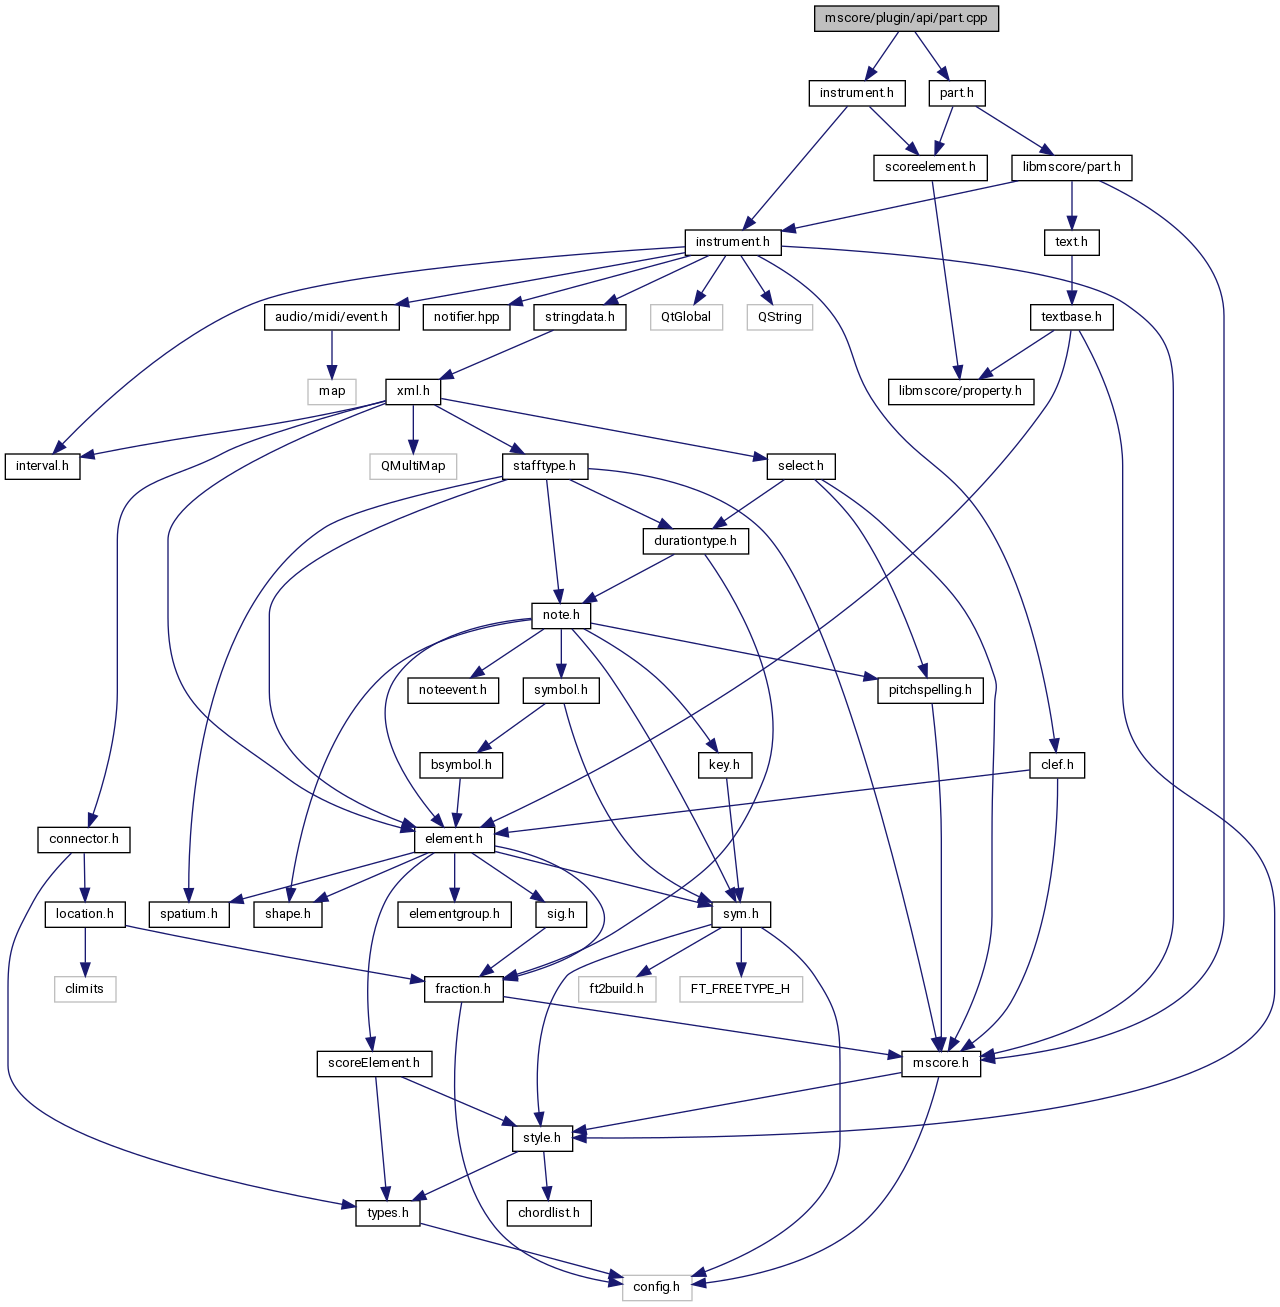 mscore/plugin/api/part.cpp
instrument.h
part.h
scoreelement.h
libmscore/part.h
instrument.h
text.h
audio/midi/event.h
notifier.hpp
stringdata.h
QtGlobal
QString
textbase.h
map
xml.h
libmscore/property.h
interval.h
QMultiMap
stafftype.h
select.h
durationtype.h
note.h
noteevent.h
symbol.h
pitchspelling.h
bsymbol.h
key.h
clef.h
connector.h
element.h
location.h
spatium.h
shape.h
elementgroup.h
sig.h
sym.h
climits
fraction.h
ft2build.h
FT_FREETYPE_H
scoreElement.h
mscore.h
style.h
types.h
chordlist.h
config.h